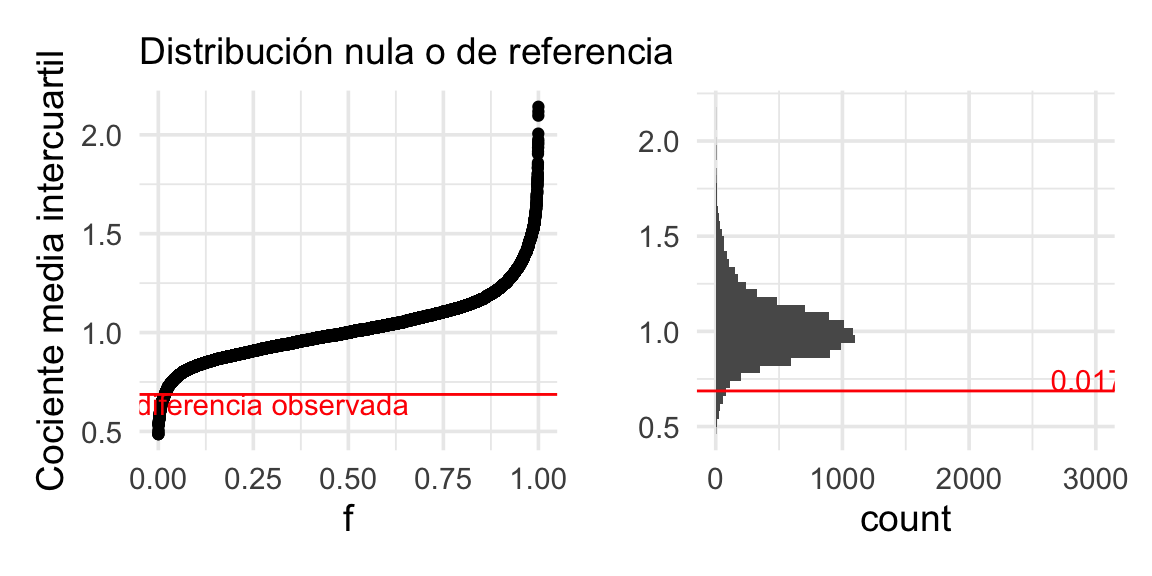 Distribución nula o de referencia
Cociente media intercuartil
2.0
1.5
1.0
0.5
diferencia observada
0.00 0.25 0.50 0.75 1.00
f
2.0
1.5
1.0
0.5
0.017
0 1000 2000 3000
count